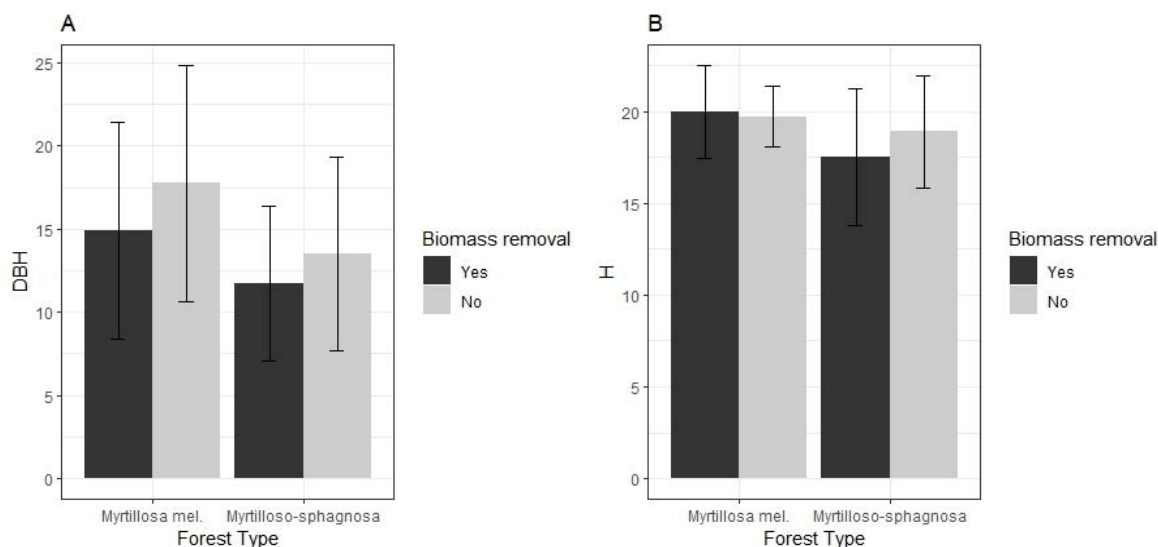 A
25
20
15
10
5
0
DBH
Myrtillosa mel.
Myrtilloso-sphagnosa
Forest Type
Biomass removal
Yes
No
B
20
15
10
5
0
H
Myrtillosa mel.
Myrtilloso-sphagnosa
Forest Type
Biomass removal
Yes
No